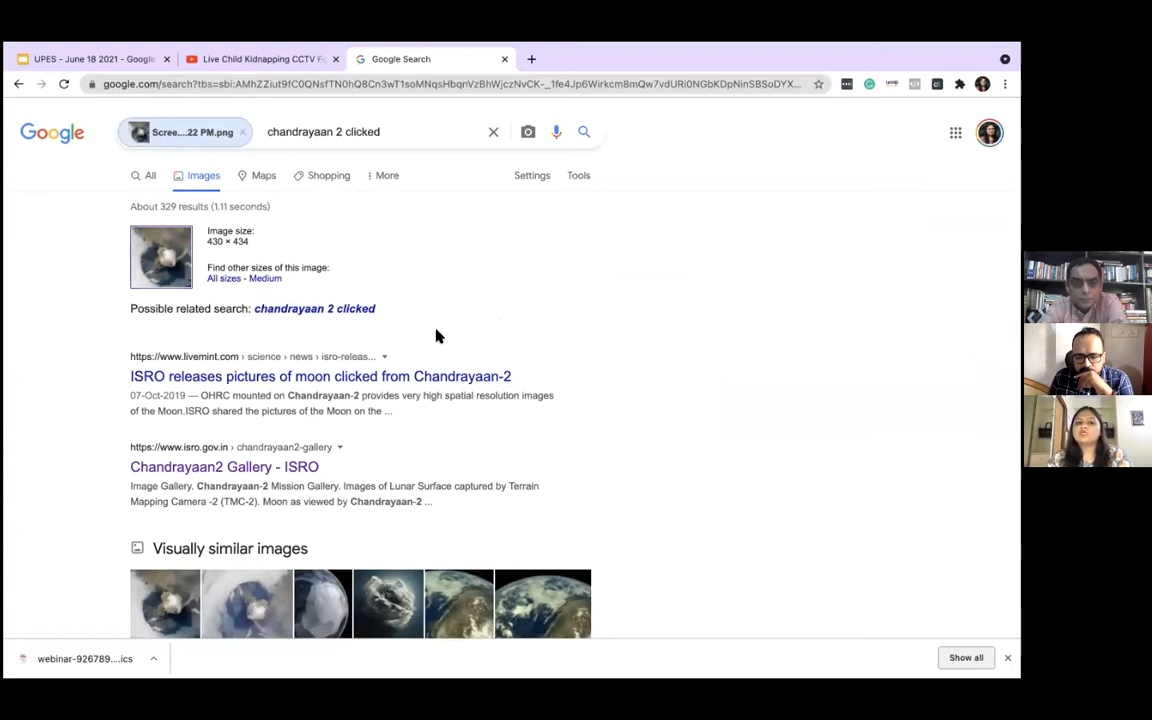 UPES - June 18 2021 - Google
Live Child Kidnapping CCTV F
Google Search
google.com/search?tbs=sbi:
Google
Scree....22 PM.png
chandrayaan 2 clicked
All
Images
Maps
Shopping
More
Settings
Tools
About 329 results (1.11 seconds)
Image size:
430 × 434
Find other sizes of this image:
All sizes - Medium
Possible related search: chandrayaan 2 clicked
https://www.livemint.com › science › news › isro-releas...
ISRO releases pictures of moon clicked from Chandrayaan-2
07-Oct-2019 — OHRC mounted on Chandrayaan-2 provides very high spatial resolution images
of the Moon.ISRO shared the pictures of the Moon on the ...
https://www.isro.gov.in › chandrayaan2-gallery
Chandrayaan2 Gallery - ISRO
Image Gallery. Chandrayaan-2 Mission Gallery. Images of Lunar Surface captured by Terrain
Mapping Camera -2 (TMC-2). Moon as viewed by Chandrayaan-2 ...
Visually similar images
webinar-926789....ics
Show all